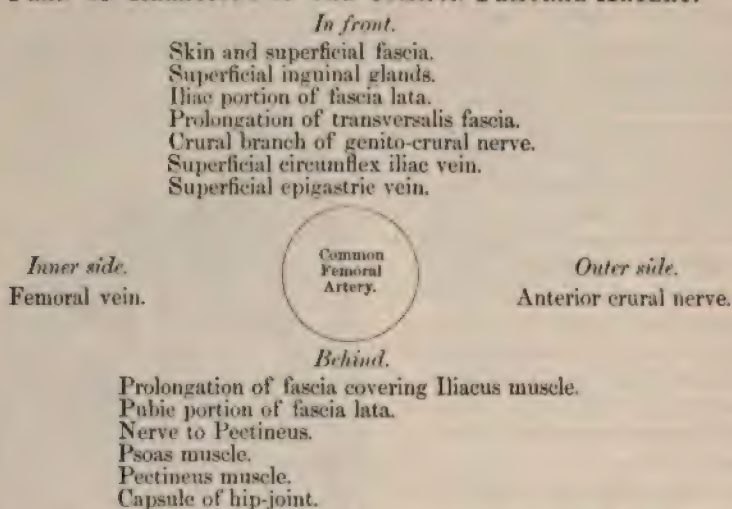 In front.
Skin and superficial fascia.
Superficial inguinal glands.
Iliac portion of fascia lata.
Prolongation of transversalis fascia.
Crural branch of genito-crural nerve.
Superficial circumflex iliac vein.
Superficial epigastric vein.
Inner side.
Femoral vein.
Common
Femoral
Artery.
Outer side.
Anterior crural nerve.
Behind.
Prolongation of fascia covering Iliacus muscle.
Pubic portion of fascia lata.
Nerve to Pectineus.
Psoas muscle.
Pectineus muscle.
Capsule of hip-joint.